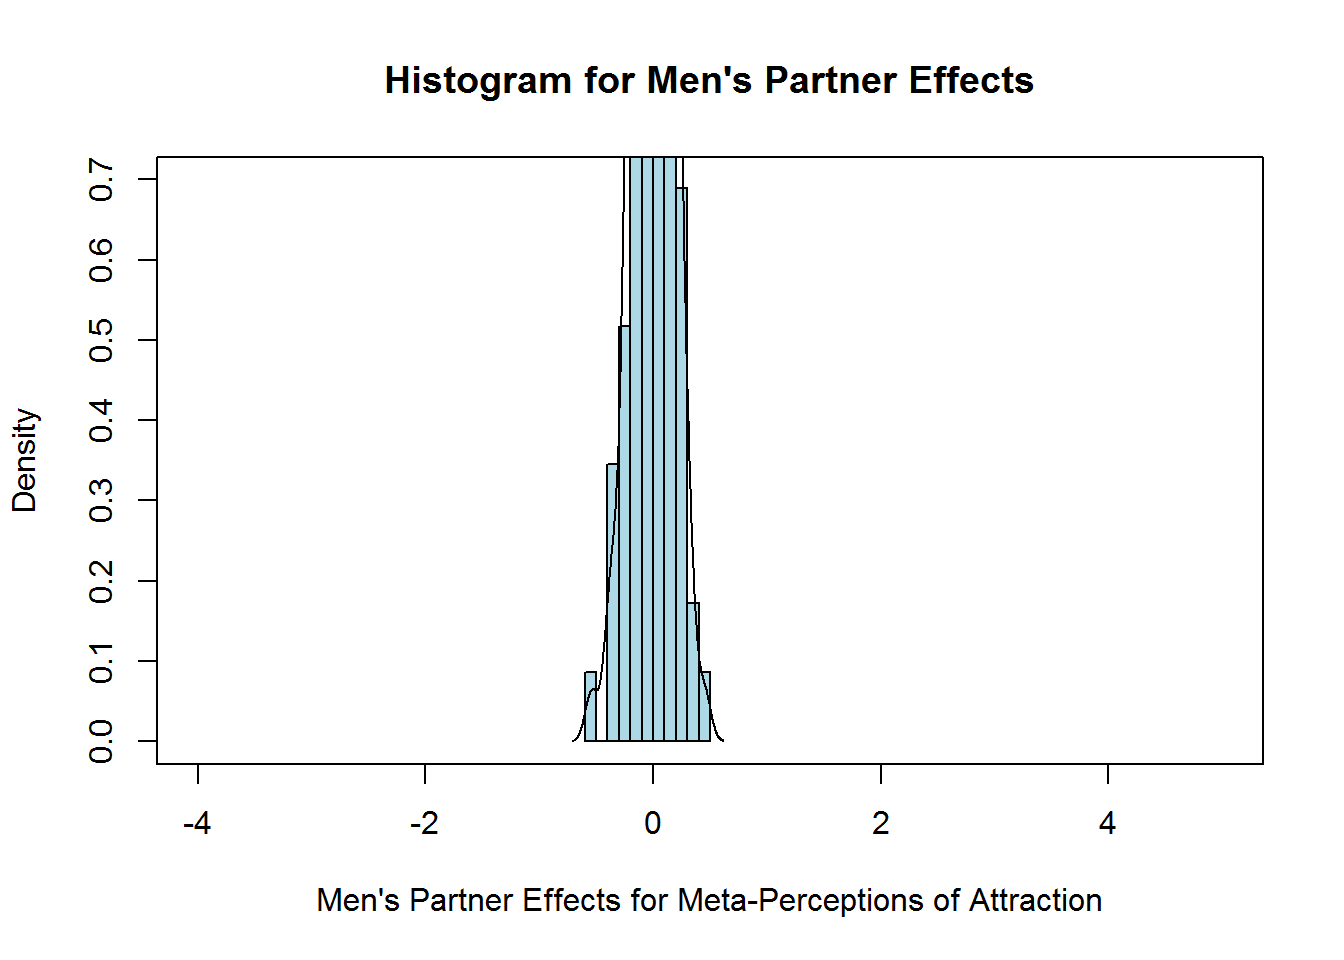 Histogram for Men's Partner Effects
0.7
0.6
0.5
0.4
0.3
0.2
0.1
0.0
Density
-4 -2 0 2 4
Men's Partner Effects for Meta-Perceptions of Attraction